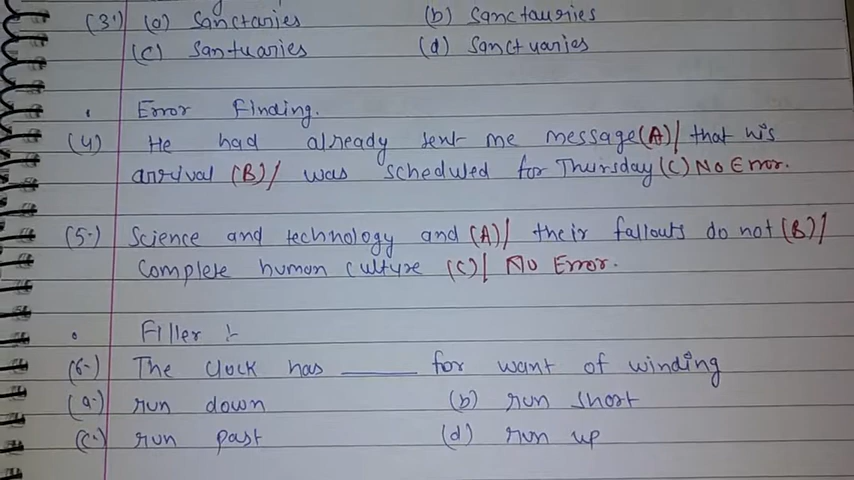 (3.) (a) Sanctaries (b) Sanctauries
(c) Santuaries (d) Sanctuaries
. Error Finding.
(4) He had already sent me message(A)/ that his
arrival (B)/ was scheduled for Thursday (C) No Error.
(5.) Science and technology and (A)/ their fallouts do not (B)/
Complete human culture (C)/ No Error.
. Filler :-
(6.) The clock has ______ for want of winding
(a.) run down (b) run short
(c.) run past (d) run up